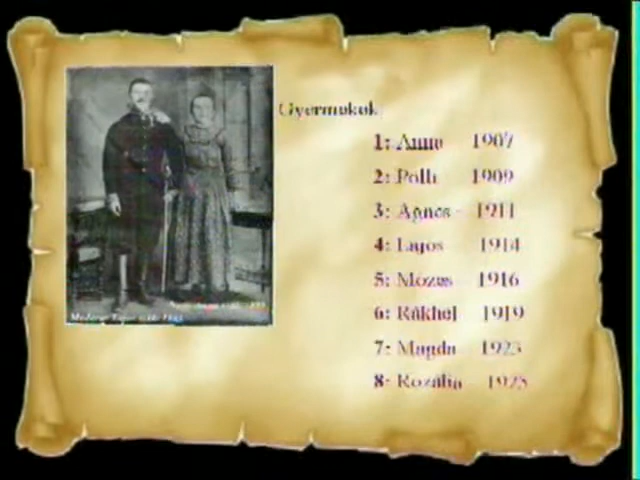 Gyermekek:
1: Anna 1907
2: Polli 1909
3: Agnes - 1911
4: Lajos 1914
5: Mozes 1916
6: Rákhel 1919
7: Magda 1923
8: Rozália 1925